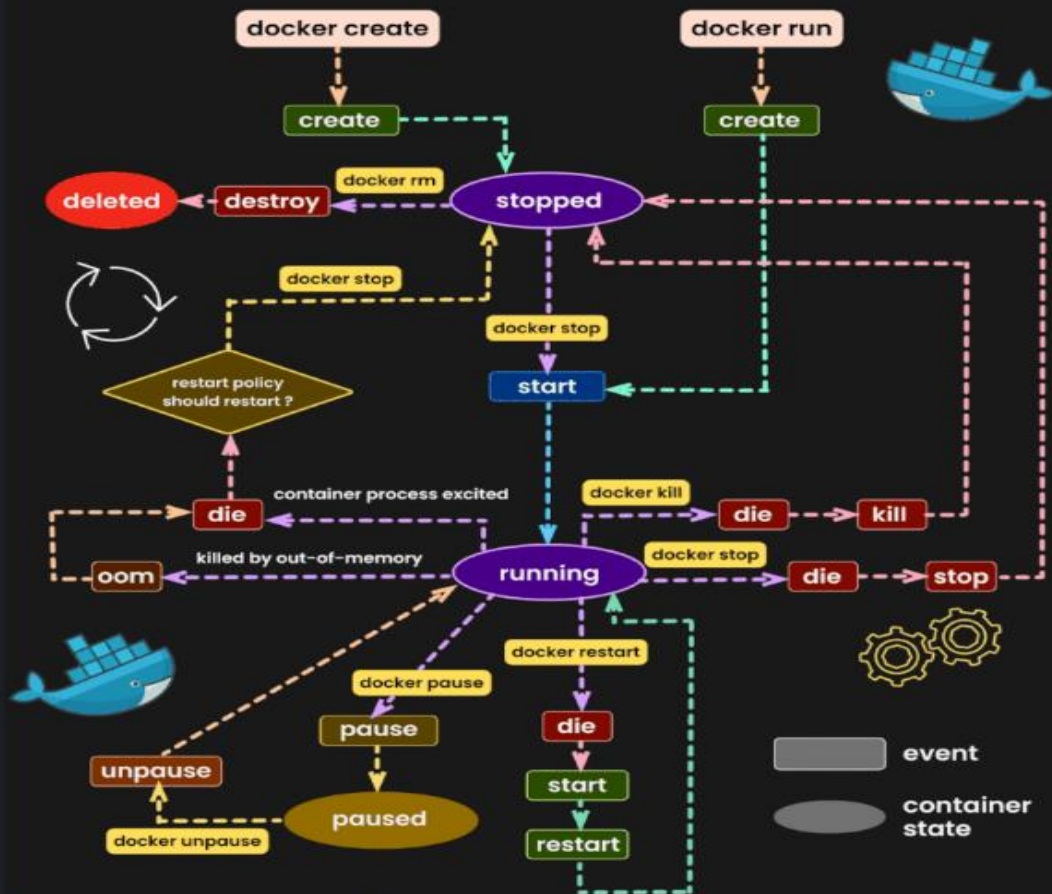 docker create
docker run
create
create
docker rm
deleted
destroy
stopped
docker stop
docker stop
restart policy
should restart ?
start
container process excited
docker kill
die
die
kill
killed by out-of-memory
docker stop
oom
running
die
stop
docker restart
docker pause
pause
die
event
unpause
start
container
state
paused
docker unpause
restart